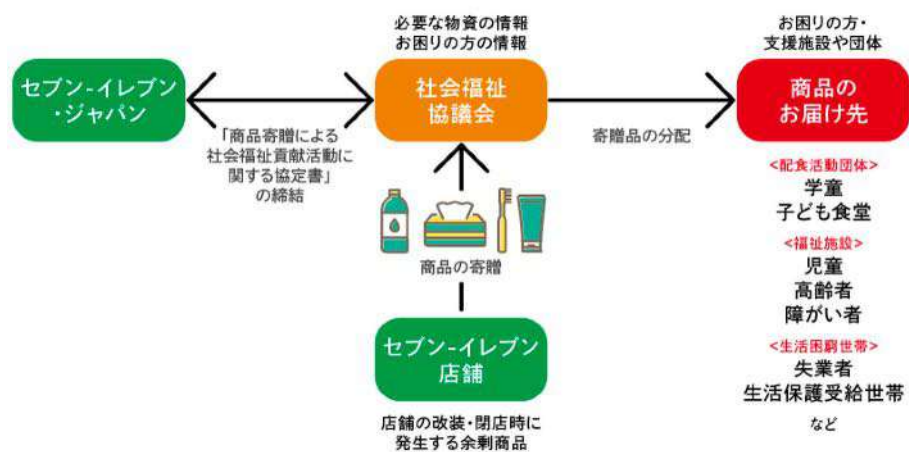 必要な物資の情報
お困りの方の情報
お困りの方・
支援施設や団体
セブン-イレブン
・ジャパン
社会福祉
協議会
商品の
お届け先
「商品寄贈による
社会福祉貢献活動に
関する協定書」
の締結
寄贈品の分配
商品の寄贈
セブン-イレブン
店舗
店舗の改装・閉店時に
発生する余剰商品
<配食活動団体>
学童
子ども食堂
<福祉施設>
児童
高齢者
障がい者
<生活困窮世帯>
失業者
生活保護受給世帯
など